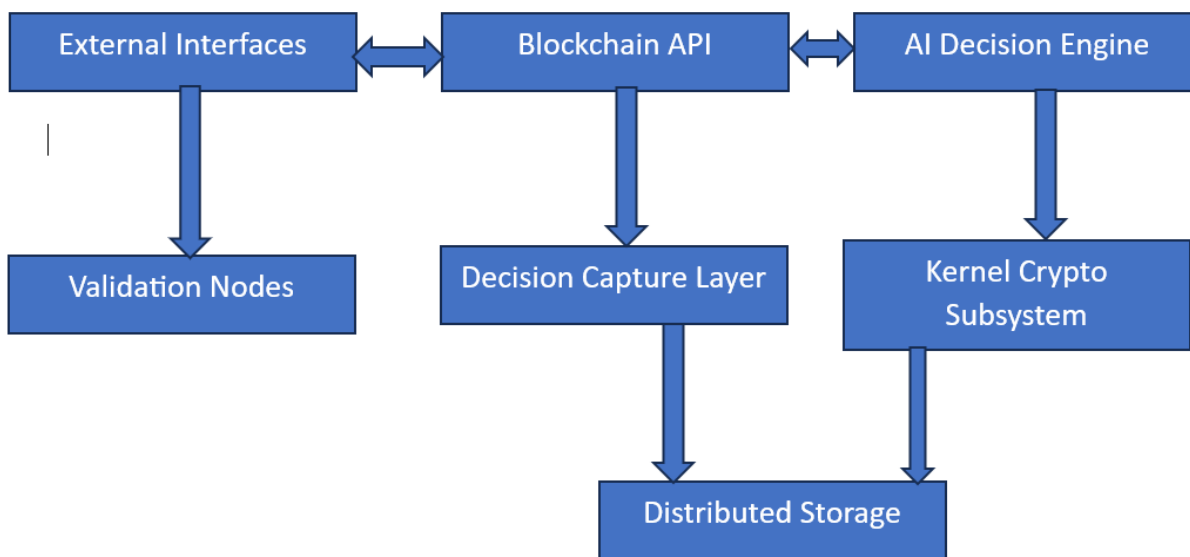 External Interfaces
Blockchain API
AI Decision Engine
Validation Nodes
Decision Capture Layer
Kernel Crypto
Subsystem
Distributed Storage